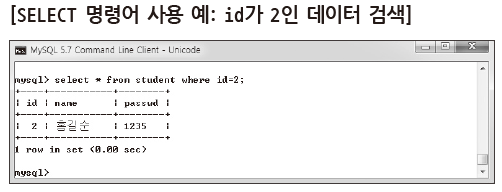 [SELECT 명령어 사용 예: id가 2인 데이터 검색]
MySQL 5.7 Command Line Client - Unicode
mysql> select * from student where id=2;
+----+-----------+--------+
| id | name | passwd |
+----+-----------+--------+
| 2 | 홍길순 | 1235 |
+----+-----------+--------+
1 row in set (0.00 sec)
mysql>